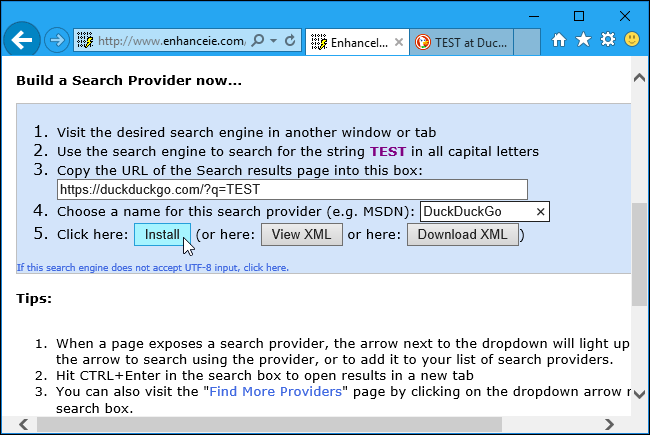 http://www.enhanceie.com/
Enhancel...
TEST at Duc...
Build a Search Provider now...
1. Visit the desired search engine in another window or tab
2. Use the search engine to search for the string TEST in all capital letters
3. Copy the URL of the Search results page into this box:
https://duckduckgo.com/?q=TEST
4. Choose a name for this search provider (e.g. MSDN): DuckDuckGo
5. Click here: Install (or here: View XML or here: Download XML)
If this search engine does not accept UTF-8 input, click here.
Tips:
1. When a page exposes a search provider, the arrow next to the dropdown will light up
the arrow to search using the provider, or to add it to your list of search providers.
2. Hit CTRL+Enter in the search box to open results in a new tab
3. You can also visit the "Find More Providers" page by clicking on the dropdown arrow
search box.